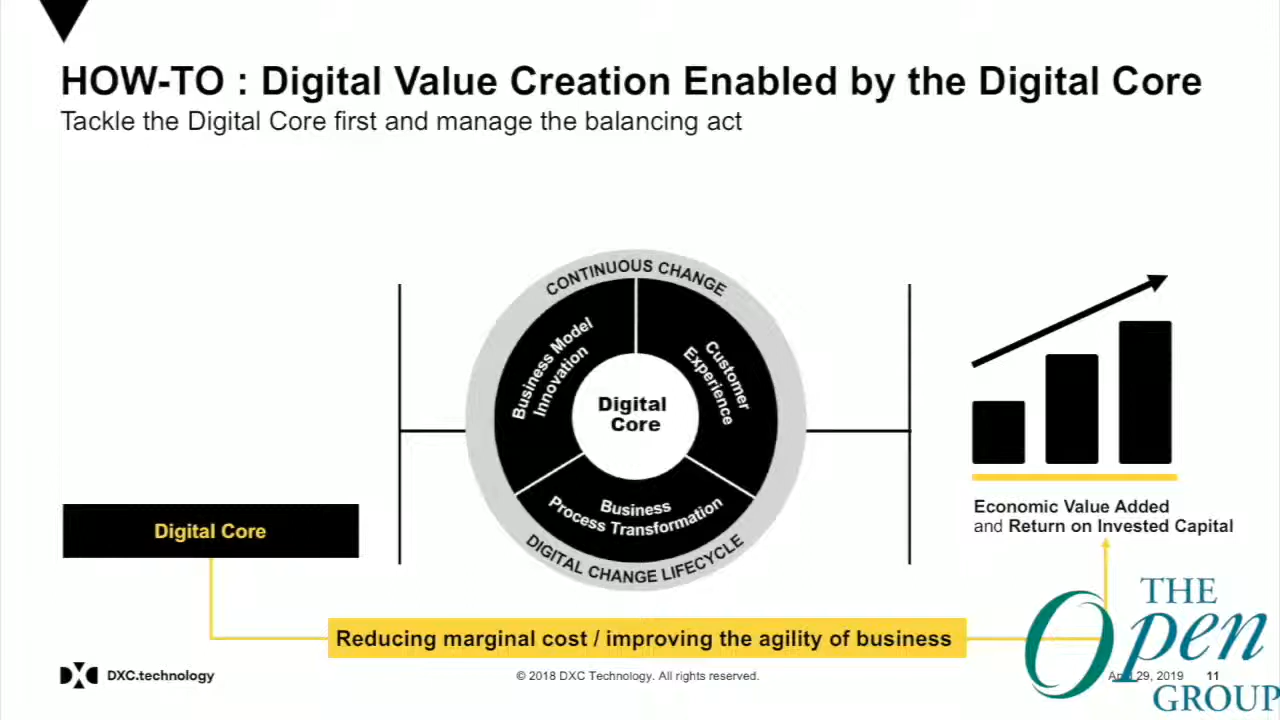 HOW-TO : Digital Value Creation Enabled by the Digital Core
Tackle the Digital Core first and manage the balancing act
CONTINUOUS CHANGE
Business Model
Innovation
Customer
Experience
Digital
Core
Business
Process Transformation
DIGITAL CHANGE LIFECYCLE
Digital Core
Economic Value Added
and Return on Invested Capital
Reducing marginal cost / improving the agility of business
DXC.technology
© 2018 DXC Technology. All rights reserved.
29, 2019
11
THE
Open
GROUP